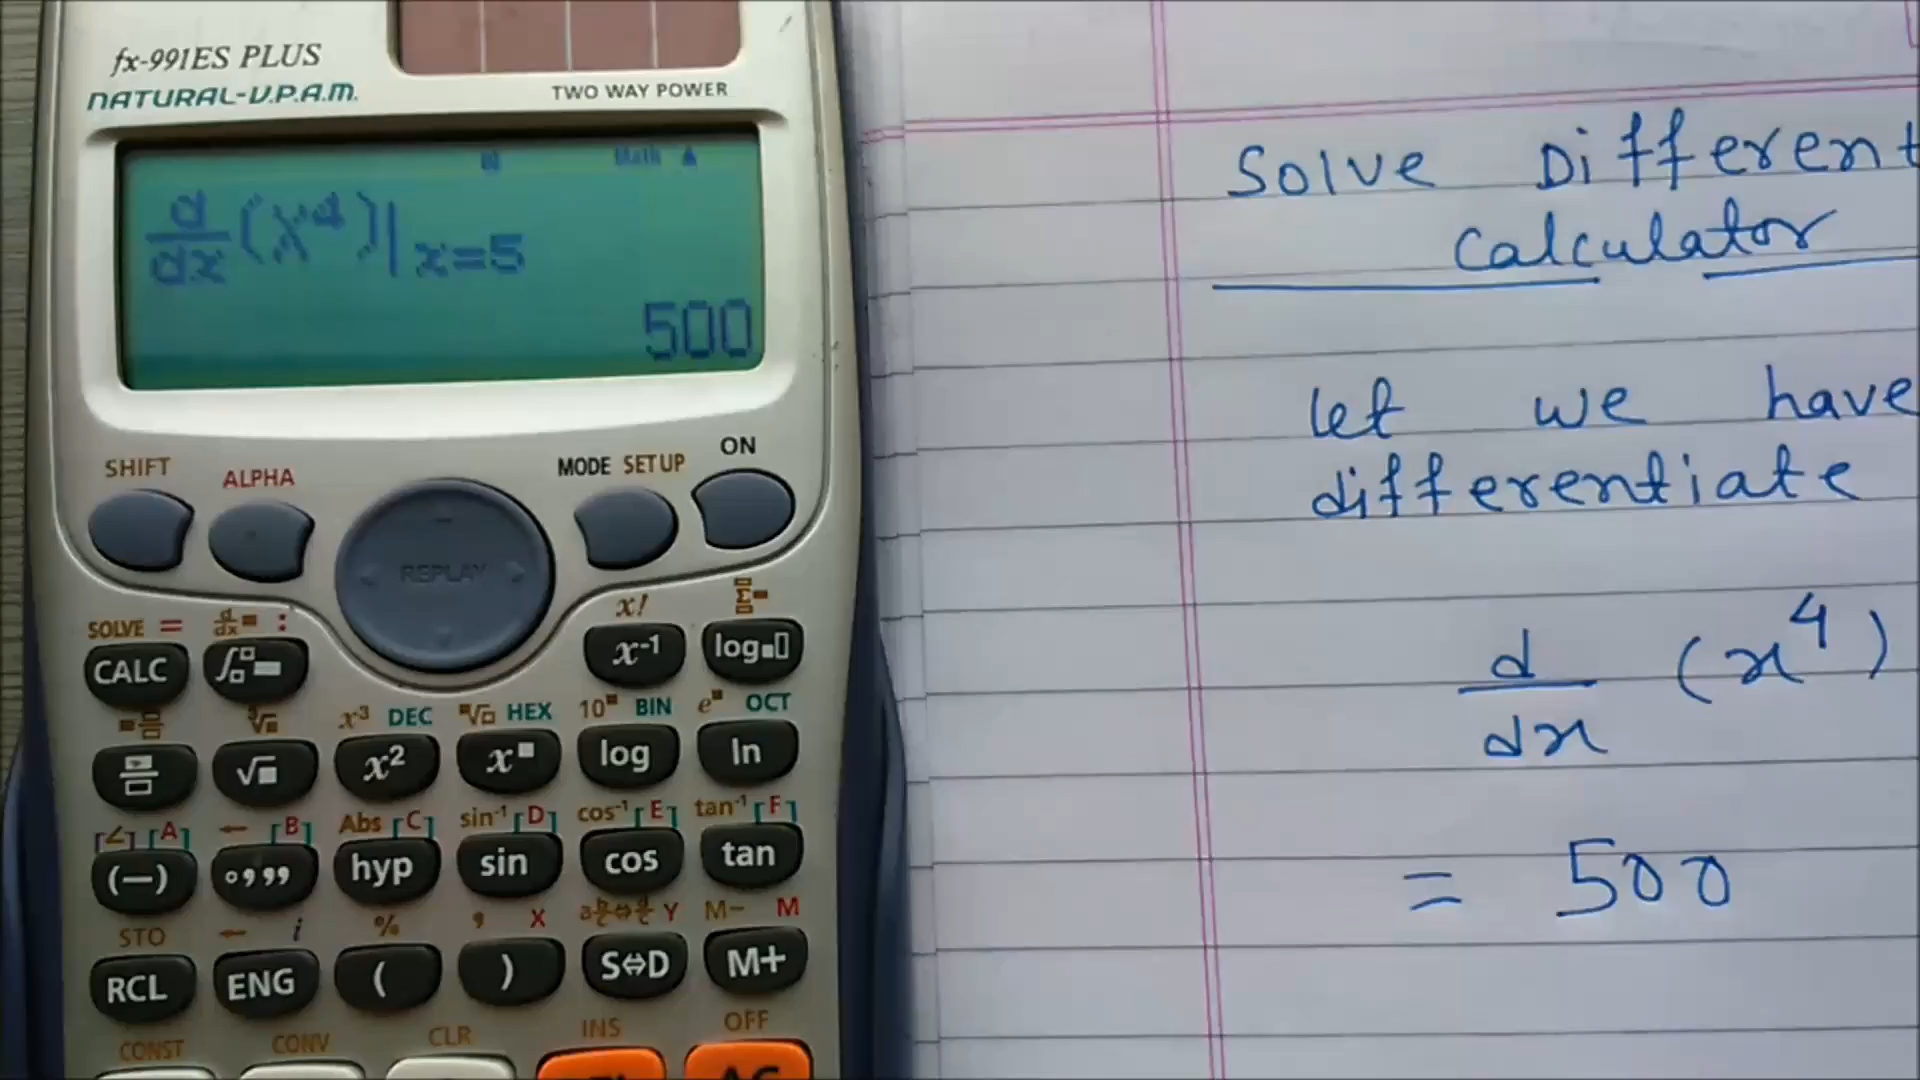 fx-991ES PLUS
NATURAL-V.P.A.M.
TWO WAY POWER
Math ▲
d/dx(X⁴)|x=5
500
SHIFT
ALPHA
MODE SETUP
ON
REPLAY
SOLVE = d/dx :
x! Σ
CALC ∫ x⁻¹ log
³√ x³ DEC √ HEX 10 BIN e OCT
√ x² x log ln
∠ A ← B Abs C sin⁻¹ D cos⁻¹ E tan⁻¹ F
(−) hyp sin cos tan
STO ← i % , X Y M− M
RCL ENG ( ) S⇔D M+
CONST CONV CLR INS OFF
AC
Solve Different
Calculator
let we have
differentiate
d/dx (x⁴)
= 500